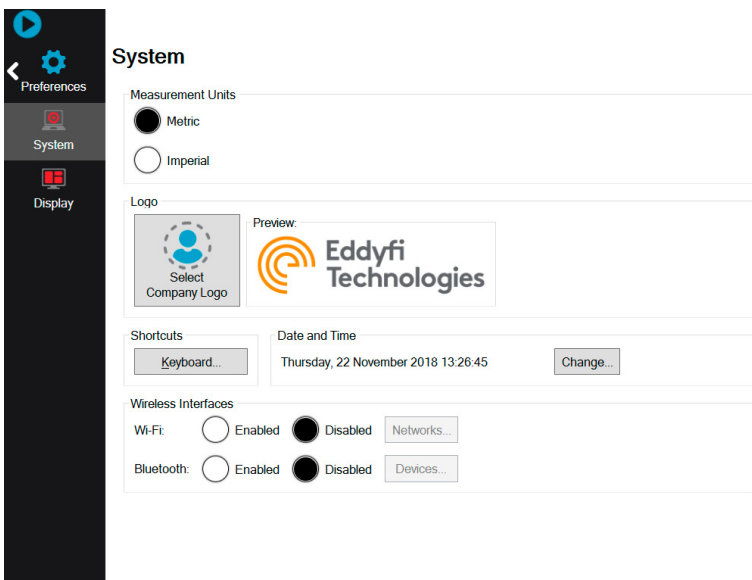 System
Preferences
System
Display
Measurement Units
Metric
Imperial
Logo
Select
Company Logo
Preview:
Eddyfi
Technologies
Shortcuts
Keyboard...
Date and Time
Thursday, 22 November 2018 13:26:45
Change...
Wireless Interfaces
Wi-Fi: Enabled Disabled Networks...
Bluetooth: Enabled Disabled Devices...